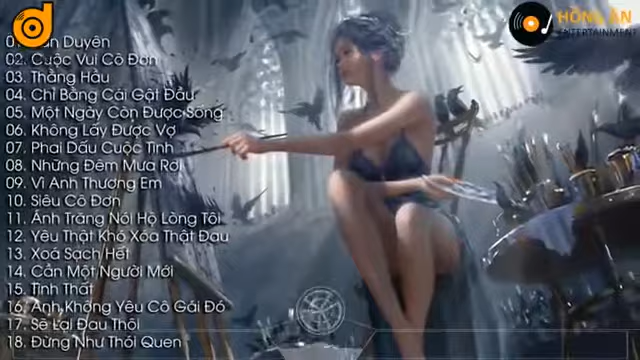 HỒNG ÂN
ENTERTAINMENT
01. Duyên
02. Cuộc Vui Cô Đơn
03. Thằng Hầu
04. Chỉ Bằng Cái Gật Đầu
05. Một Ngày Còn Được Sống
06. Không Lấy Được Vợ
07. Phai Dấu Cuộc Tình
08. Những Đêm Mưa Rơi
09. Vì Anh Thương Em
10. Siêu Cô Đơn
11. Ánh Trăng Nói Hộ Lòng Tôi
12. Yêu Thật Khó Xóa Thật Đau
13. Xoá Sạch Hết
14. Cần Một Người Mới
15. Tình Thất
16. Anh Không Yêu Cô Gái Đó
17. Sẽ Lại Đau Thôi
18. Đừng Như Thói Quen